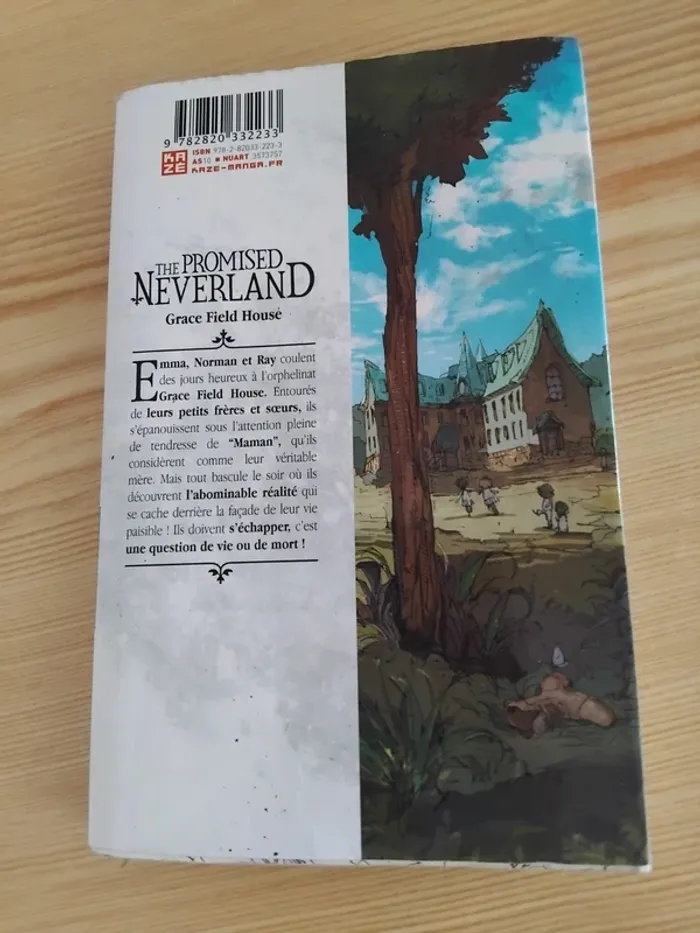 9 782820 332233
KAZE
ISBN 978-2-82033-223-3
AS10 ■ NUART 3573757
KAZE-MANGA.FR
THE PROMISED
NEVERLAND
Grace Field House
Emma, Norman et Ray coulent
des jours heureux à l'orphelinat
Grace Field House. Entourés
de leurs petits frères et sœurs, ils
s'épanouissent sous l'attention pleine
de tendresse de “Maman”, qu'ils
considèrent comme leur véritable
mère. Mais tout bascule le soir où ils
découvrent l'abominable réalité qui
se cache derrière la façade de leur vie
paisible ! Ils doivent s'échapper, c'est
une question de vie ou de mort !